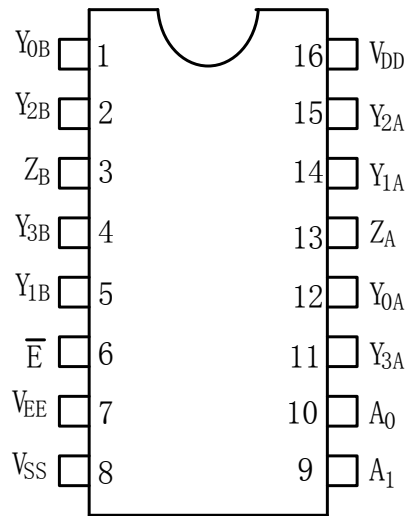 Y0B 1 16 VDD
Y2B 2 15 Y2A
ZB 3 14 Y1A
Y3B 4 13 ZA
Y1B 5 12 Y0A
E̅ 6 11 Y3A
VEE 7 10 A0
VSS 8 9 A1